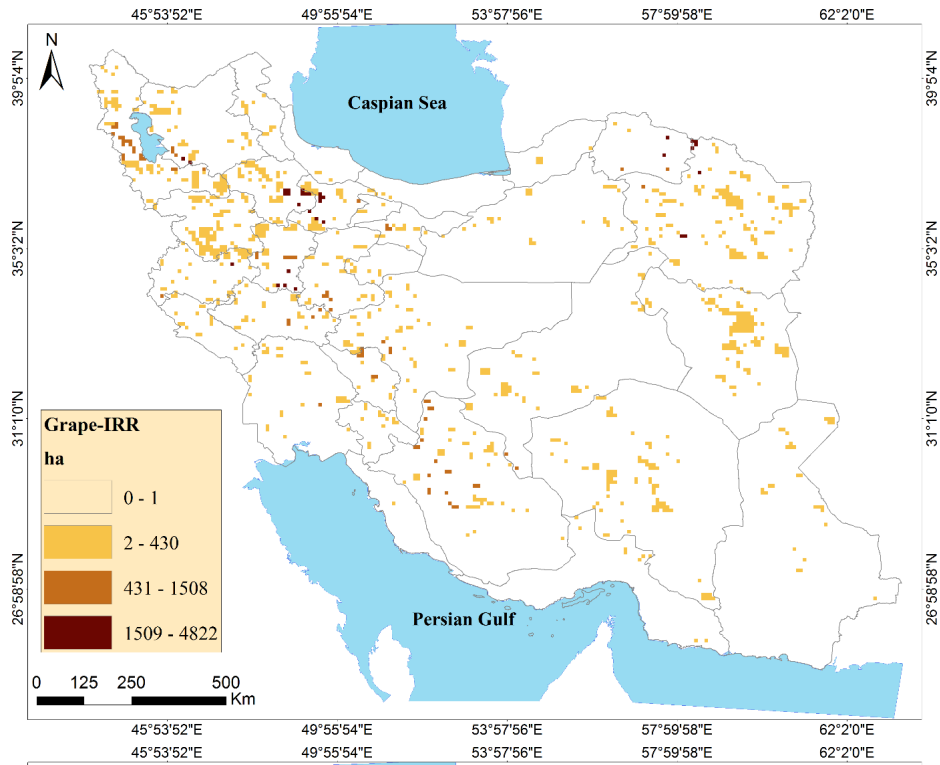 45°53'52"E 49°55'54"E 53°57'56"E 57°59'58"E 62°2'0"E
N
39°5'4"N
39°5'4"N
Caspian Sea
35°3'2"N
35°3'2"N
31°1'0"N
31°1'0"N
Grape-IRR
ha
0 - 1
2 - 430
431 - 1508
1509 - 4822
26°58'58"N
26°58'58"N
Persian Gulf
0 125 250 500
Km
45°53'52"E 49°55'54"E 53°57'56"E 57°59'58"E 62°2'0"E
45°53'52"E 49°55'54"E 53°57'56"E 57°59'58"E 62°2'0"E